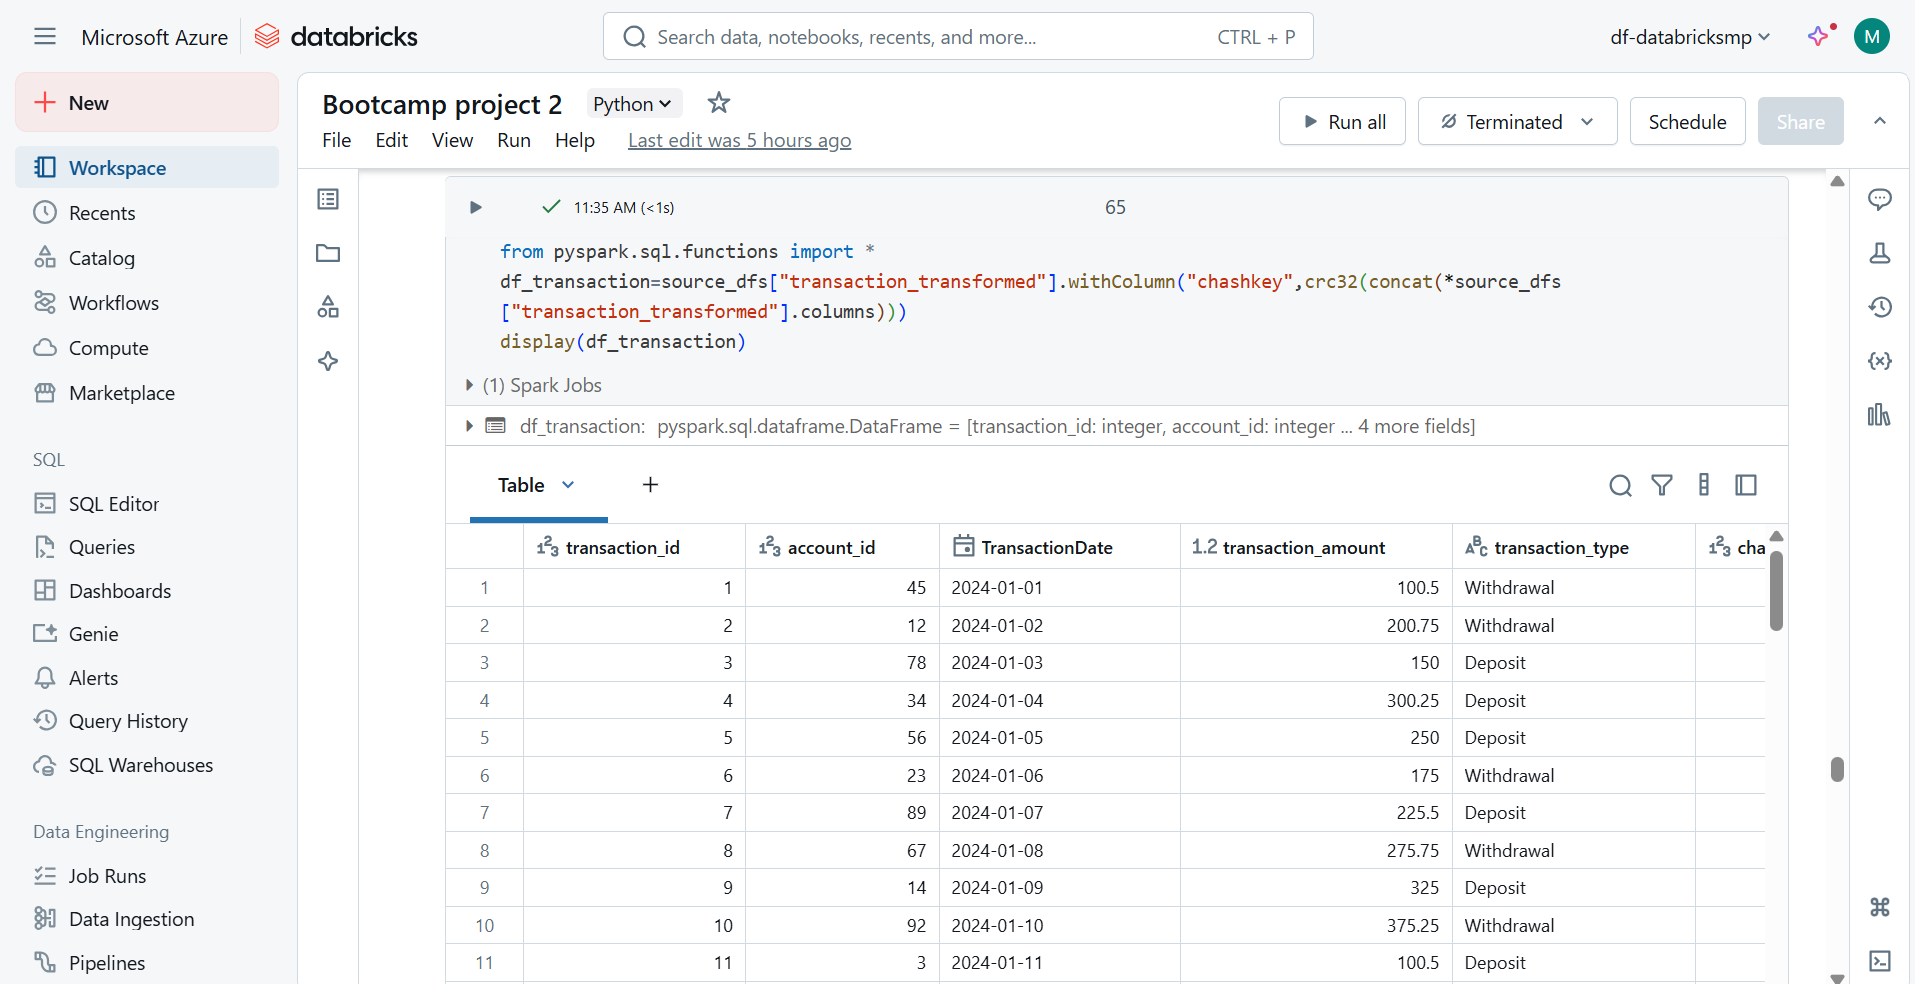 Microsoft Azure databricks
Search data, notebooks, recents, and more... CTRL + P
df-databricksmp M
New
Workspace
Recents
Catalog
Workflows
Compute
Marketplace
SQL
SQL Editor
Queries
Dashboards
Genie
Alerts
Query History
SQL Warehouses
Data Engineering
Job Runs
Data Ingestion
Pipelines
Bootcamp project 2 Python
File Edit View Run Help Last edit was 5 hours ago
Run all Terminated Schedule Share
11:35 AM (<1s) 65
from pyspark.sql.functions import *
df_transaction=source_dfs["transaction_transformed"].withColumn("chashkey",crc32(concat(*source_dfs
["transaction_transformed"].columns)))
display(df_transaction)
(1) Spark Jobs
df_transaction: pyspark.sql.dataframe.DataFrame = [transaction_id: integer, account_id: integer ... 4 more fields]
Table +
123 transaction_id 123 account_id TransactionDate 1.2 transaction_amount ABC transaction_type 123 cha
1 1 45 2024-01-01 100.5 Withdrawal
2 2 12 2024-01-02 200.75 Withdrawal
3 3 78 2024-01-03 150 Deposit
4 4 34 2024-01-04 300.25 Deposit
5 5 56 2024-01-05 250 Deposit
6 6 23 2024-01-06 175 Withdrawal
7 7 89 2024-01-07 225.5 Deposit
8 8 67 2024-01-08 275.75 Withdrawal
9 9 14 2024-01-09 325 Deposit
10 10 92 2024-01-10 375.25 Withdrawal
11 11 3 2024-01-11 100.5 Deposit